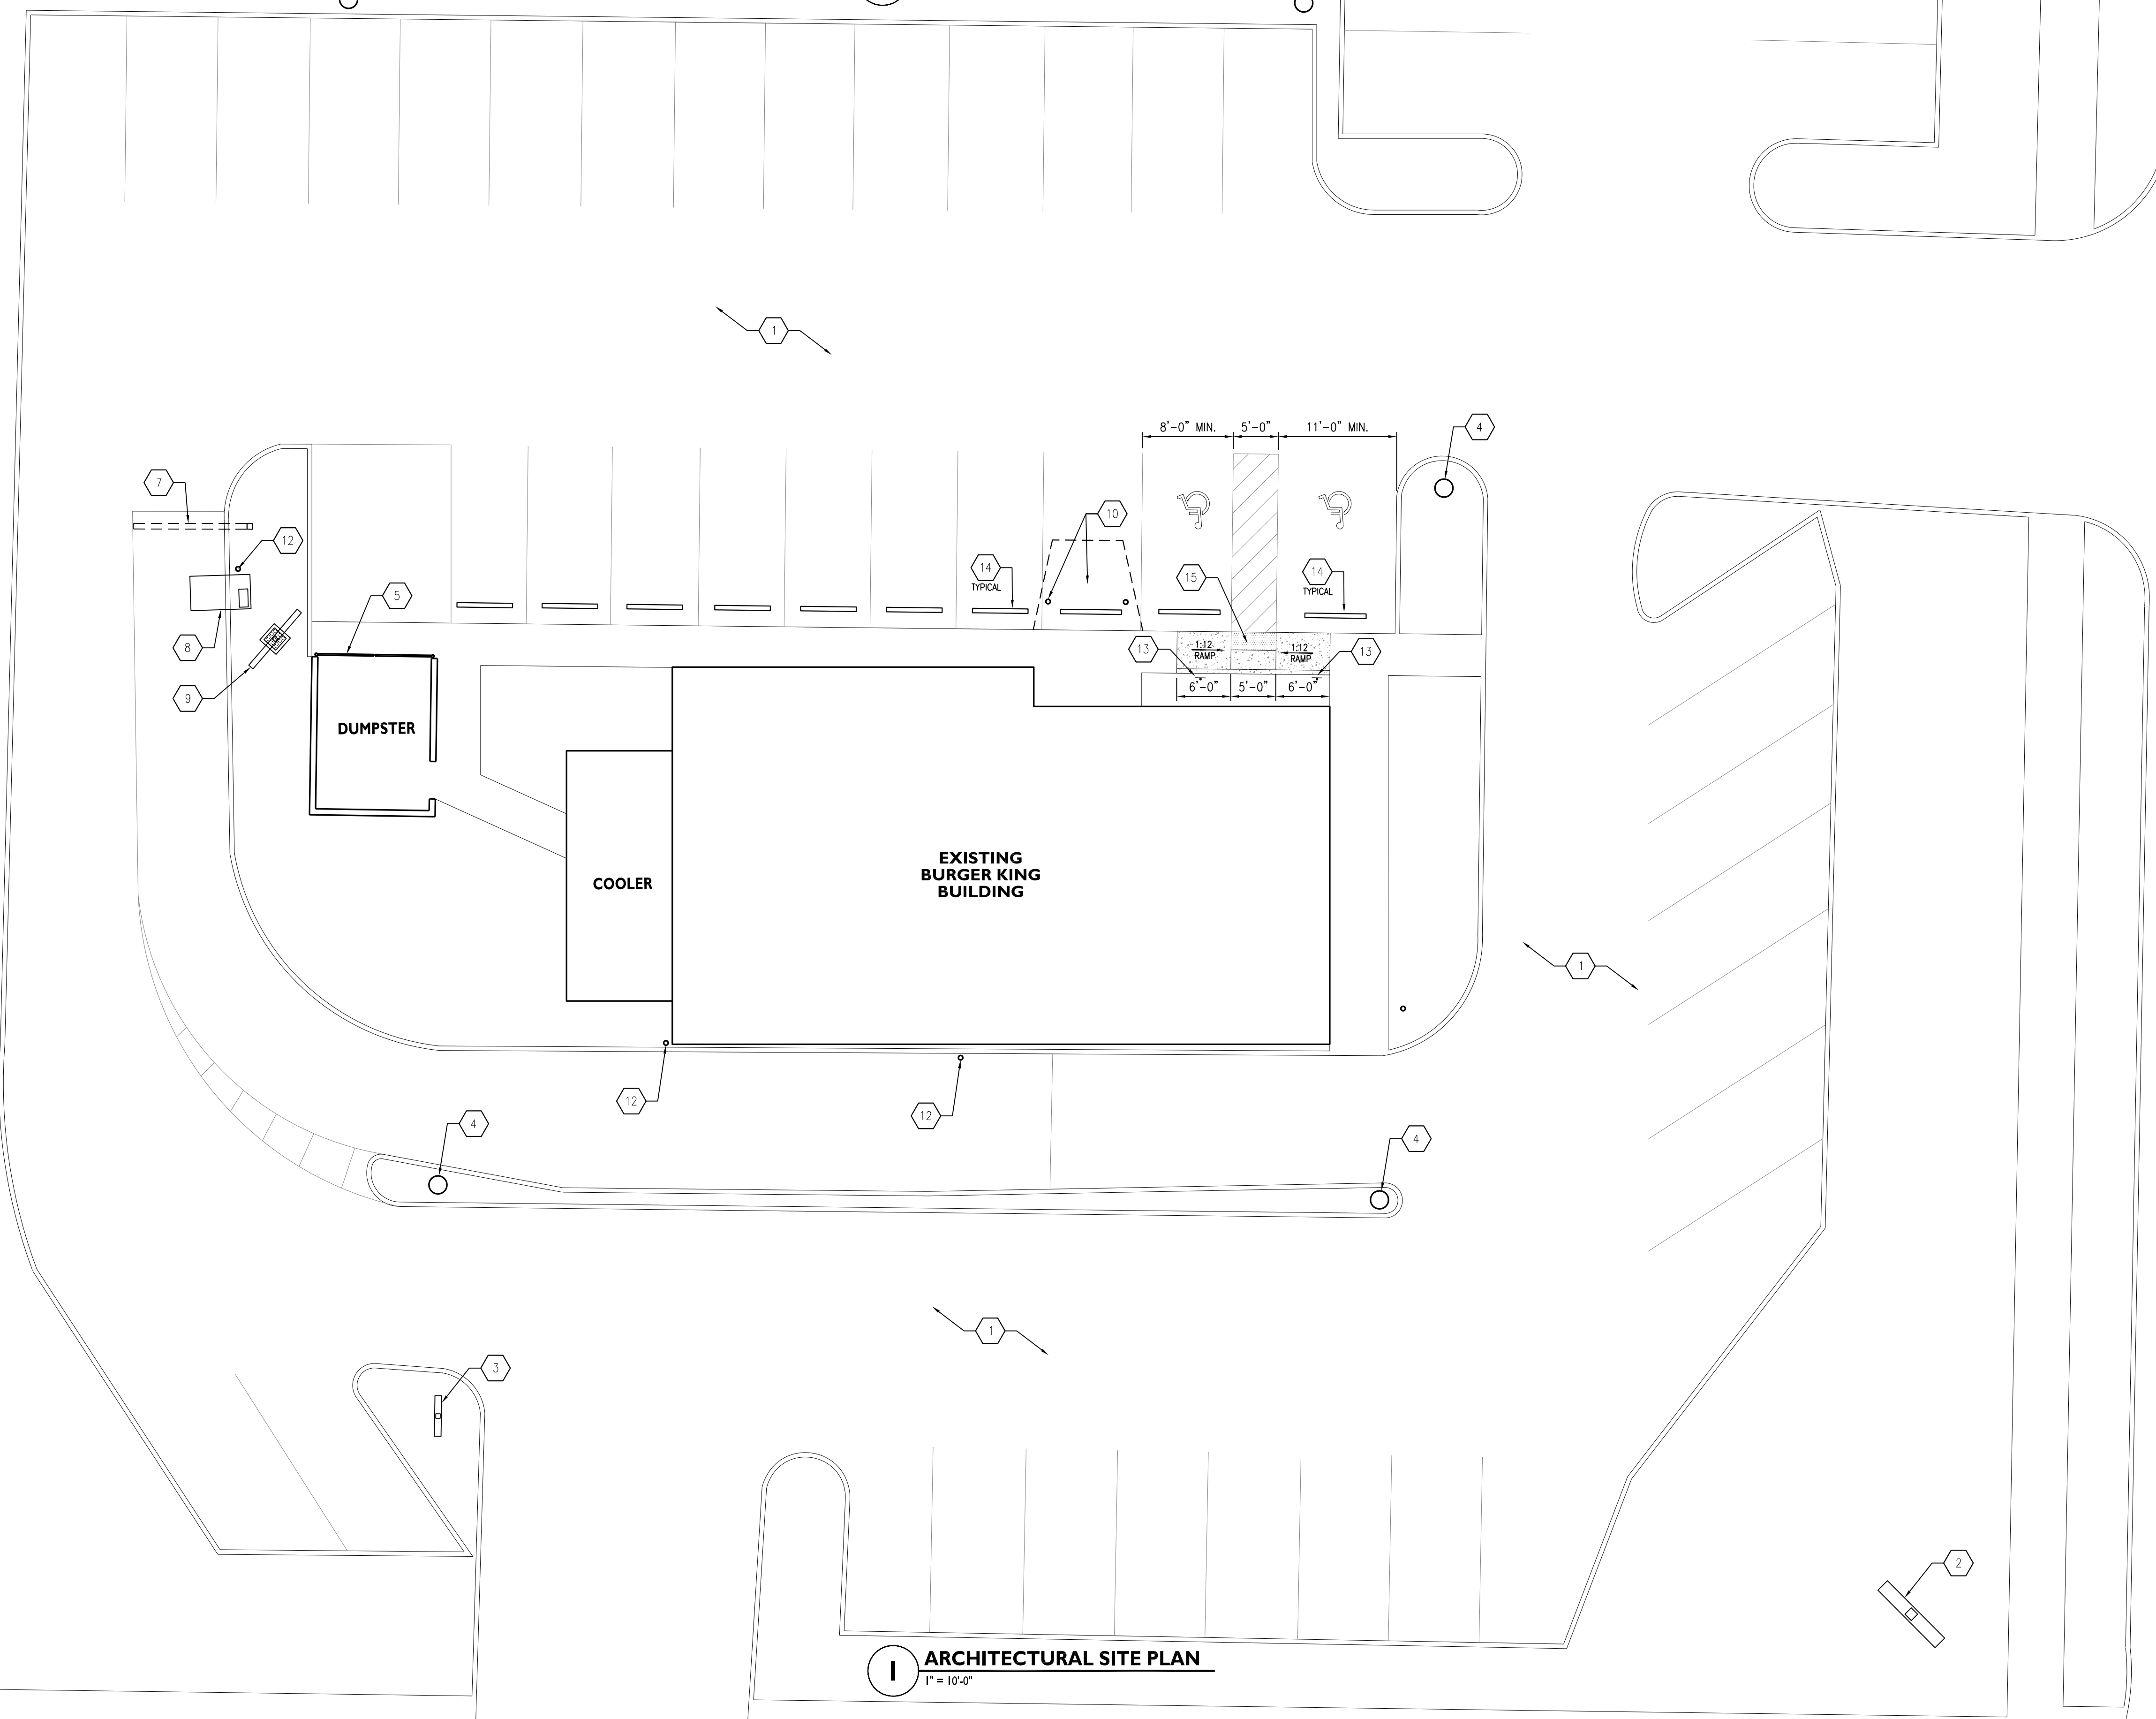 1
8'-0" MIN.
5'-0"
11'-0" MIN.
4
7
10
12
14
TYPICAL
15
14
TYPICAL
5
8
13
1:12
RAMP
1:12
RAMP
13
9
6'-0"
5'-0"
6'-0"
DUMPSTER
COOLER
EXISTING
BURGER KING
BUILDING
1
12
12
4
4
1
3
2
1
ARCHITECTURAL SITE PLAN
1" = 10'-0"